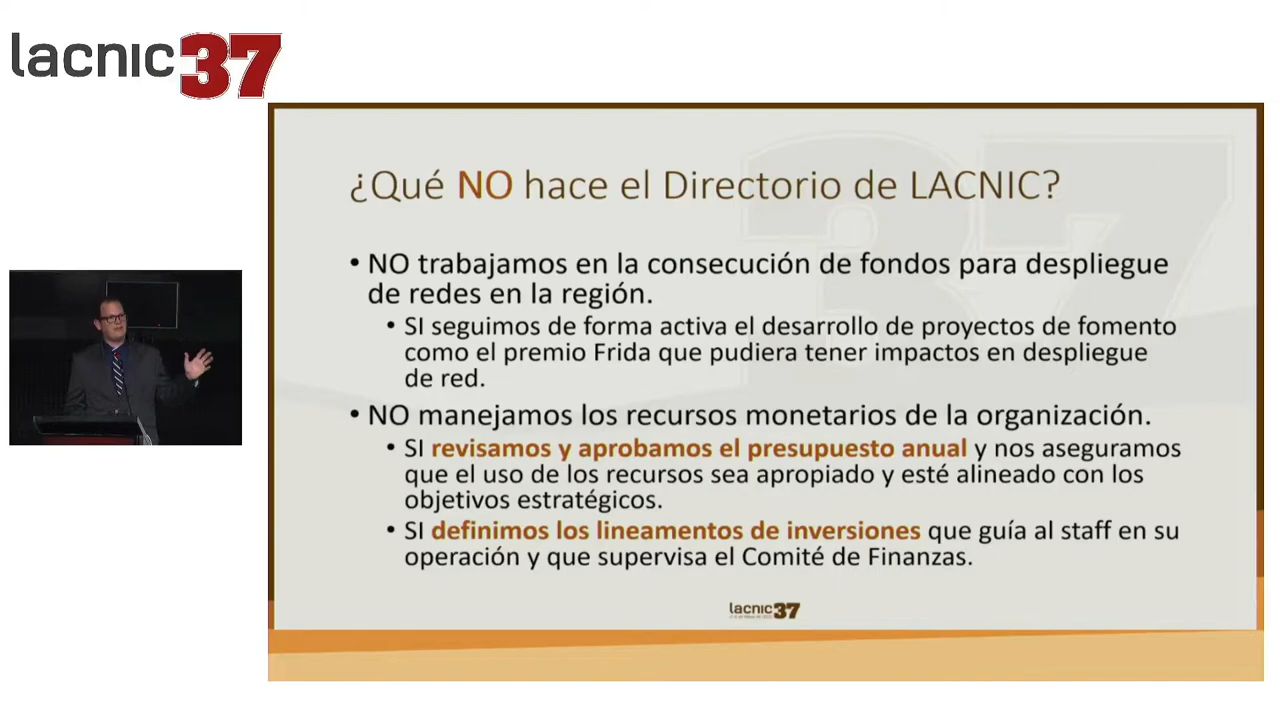 lacnic 37
¿Qué NO hace el Directorio de LACNIC?
• NO trabajamos en la consecución de fondos para despliegue
de redes en la región.
• SI seguimos de forma activa el desarrollo de proyectos de fomento
como el premio Frida que pudiera tener impactos en despliegue
de red.
• NO manejamos los recursos monetarios de la organización.
• SI revisamos y aprobamos el presupuesto anual y nos aseguramos
que el uso de los recursos sea apropiado y esté alineado con los
objetivos estratégicos.
• SI definimos los lineamentos de inversiones que guía al staff en su
operación y que supervisa el Comité de Finanzas.
lacnic 37